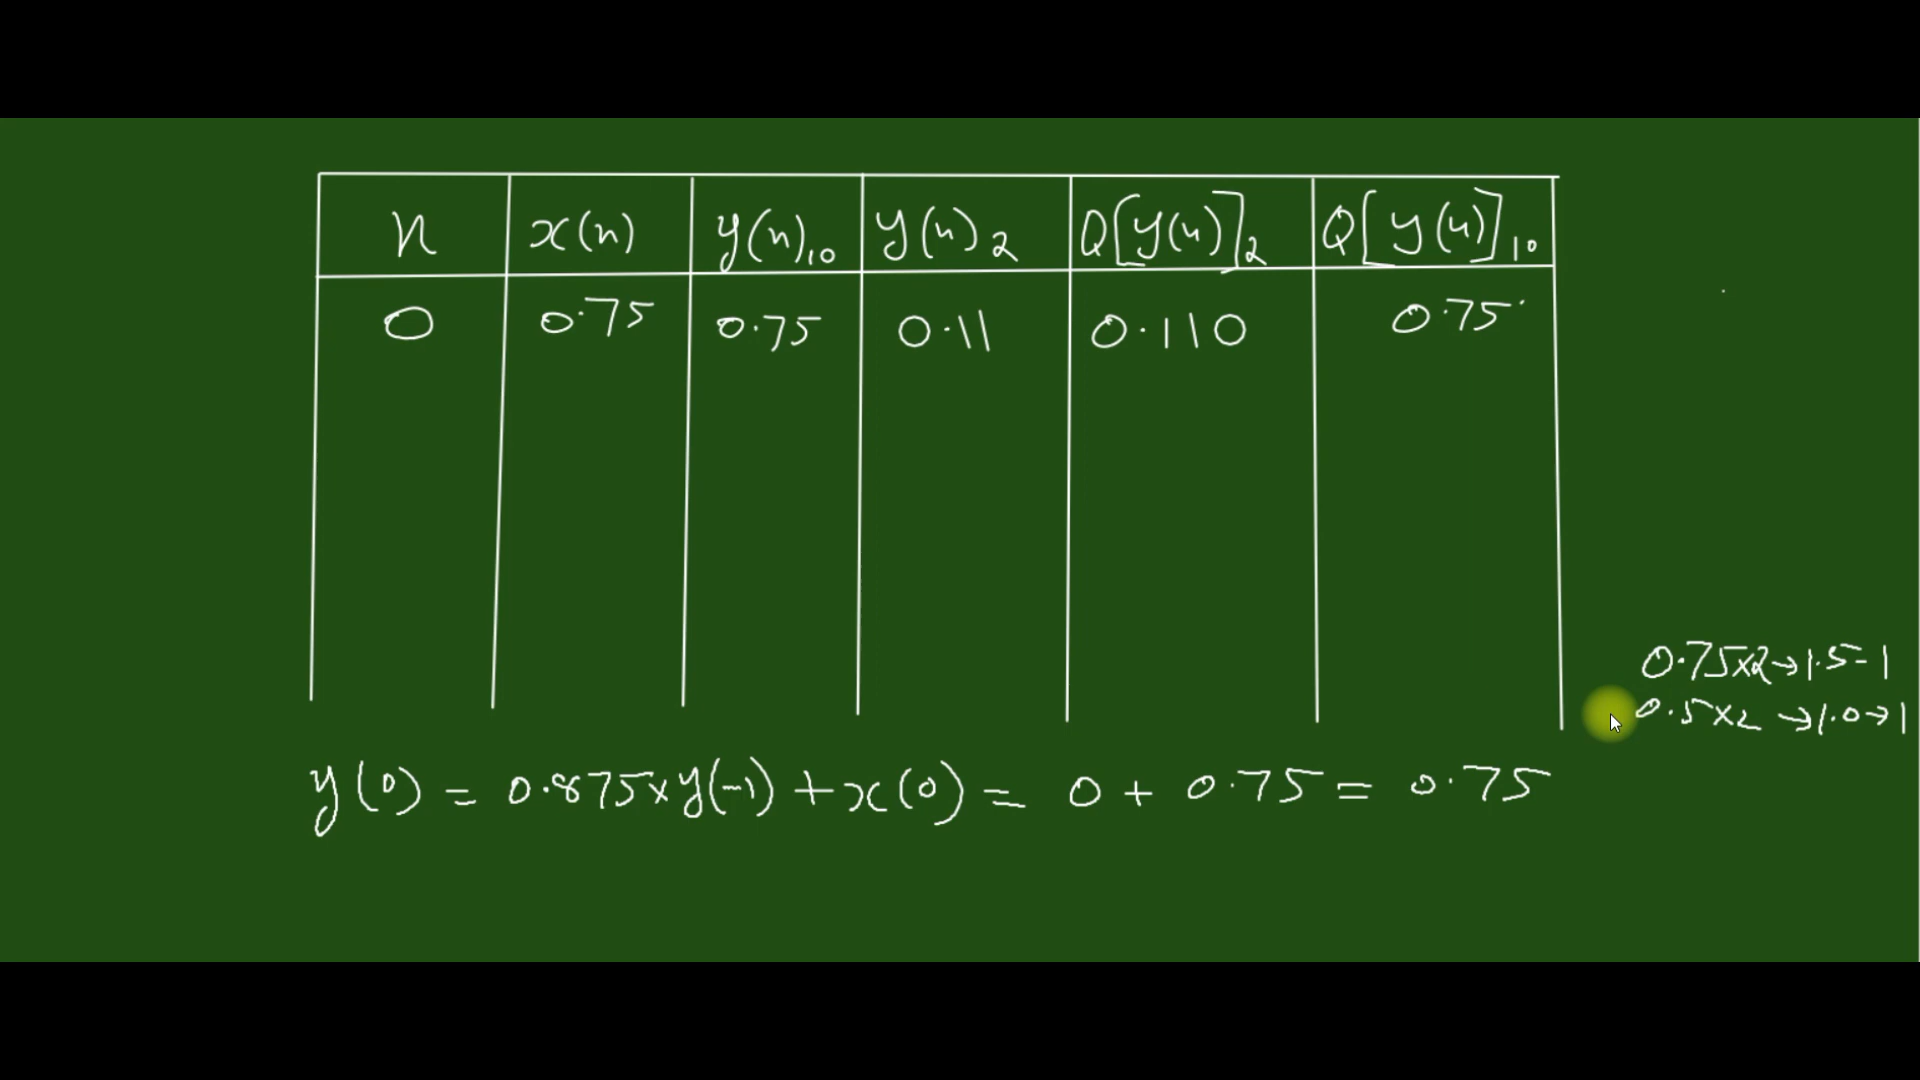 n x(n) y(n)₁₀ y(n)₂ Q[y(n)]₂ Q[y(n)]₁₀
0 0.75 0.75 0.11 0.110 0.75
0.75x2→1.5-1
0.5x2→1.0→1
y(0) = 0.875xy(-1)+x(0) = 0 + 0.75 = 0.75